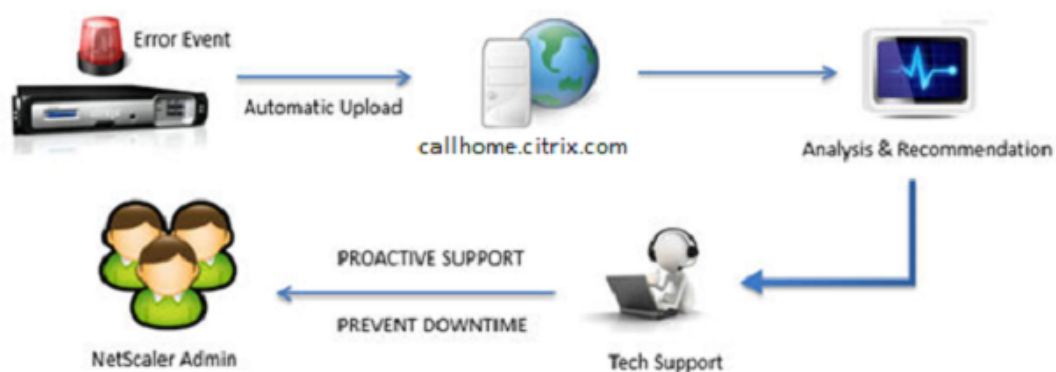 Error Event
Automatic Upload
callhome.citrix.com
Analysis & Recommendation
PROACTIVE SUPPORT
PREVENT DOWNTIME
NetScaler Admin
Tech Support